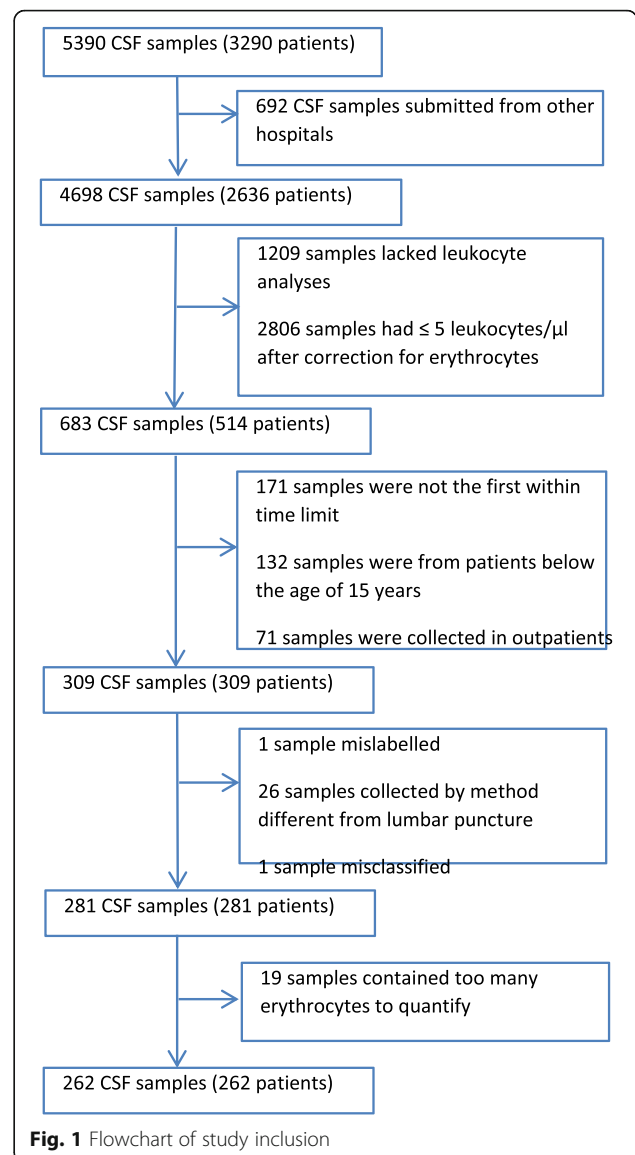 5390 CSF samples (3290 patients)
692 CSF samples submitted from other
hospitals
4698 CSF samples (2636 patients)
1209 samples lacked leukocyte
analyses
2806 samples had ≤ 5 leukocytes/µl
after correction for erythrocytes
683 CSF samples (514 patients)
171 samples were not the first within
time limit
132 samples were from patients below
the age of 15 years
71 samples were collected in outpatients
309 CSF samples (309 patients)
1 sample mislabelled
26 samples collected by method
different from lumbar puncture
1 sample misclassified
281 CSF samples (281 patients)
19 samples contained too many
erythrocytes to quantify
262 CSF samples (262 patients)
Fig. 1 Flowchart of study inclusion